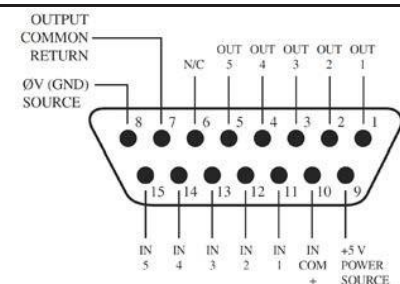 OUTPUT
COMMON
RETURN
ØV (GND)
SOURCE
N/C
OUT OUT OUT OUT OUT
5 4 3 2 1
8 7 6 5 4 3 2 1
15 14 13 12 11 10 9
IN IN IN IN IN IN +5 V
5 4 3 2 1 COM POWER
+ SOURCE